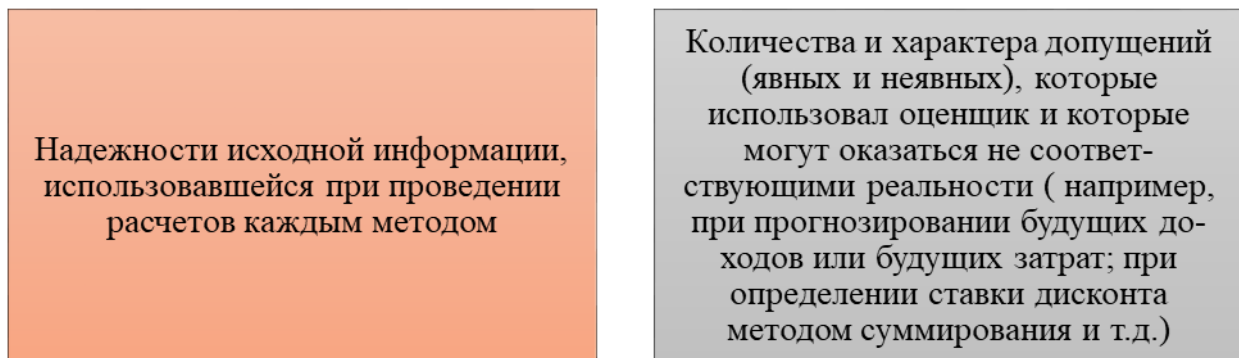 Надежности исходной информации,
использовавшейся при проведении
расчетов каждым методом
Количества и характера допущений
(явных и неявных), которые
использовал оценщик и которые
могут оказаться не соответ-
ствующими реальности ( например,
при прогнозировании будущих до-
ходов или будущих затрат; при
определении ставки дисконта
методом суммирования и т.д.)